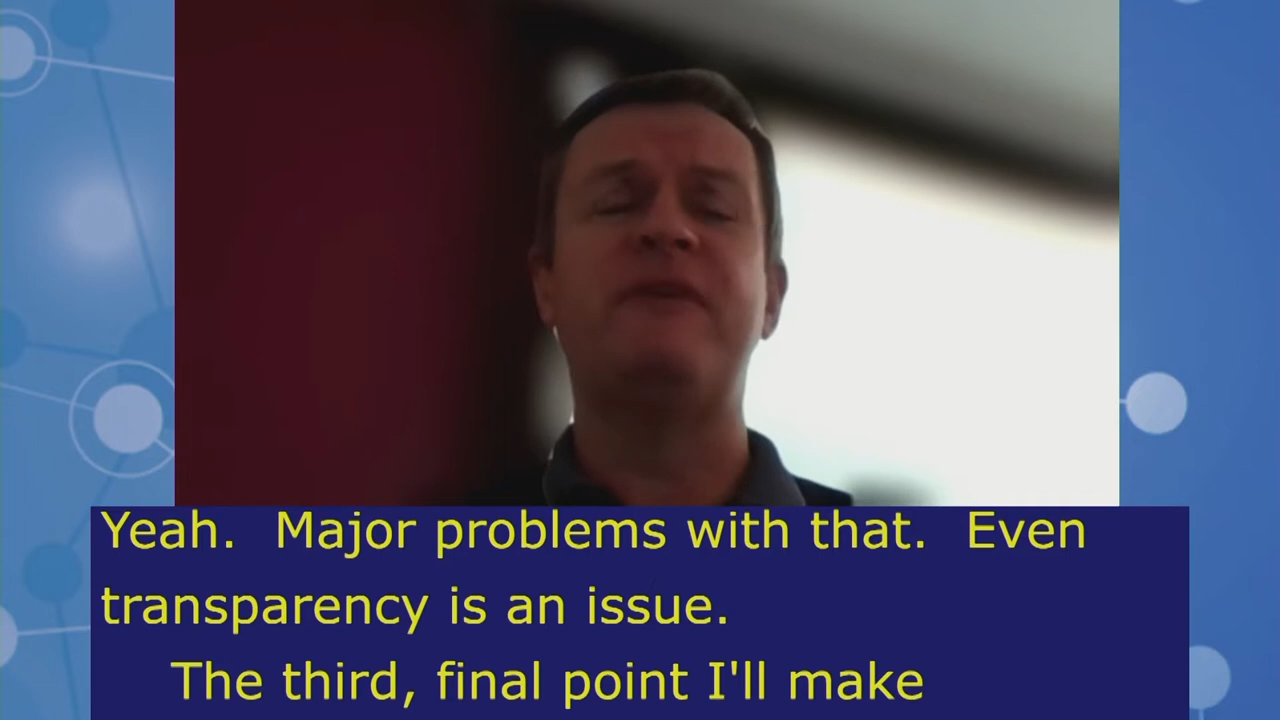 Yeah.  Major problems with that.  Even
transparency is an issue.
The third, final point I'll make